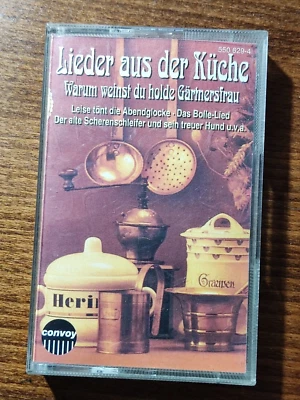 550 829-4
Lieder aus der Küche
Warum weinst du holde Gärtnersfrau
Leise tönt die Abendglocke - Das Bolle-Lied
Der alte Scherenschleifer und sein treuer Hund u.v.a.
Graupen
Herin
convoy